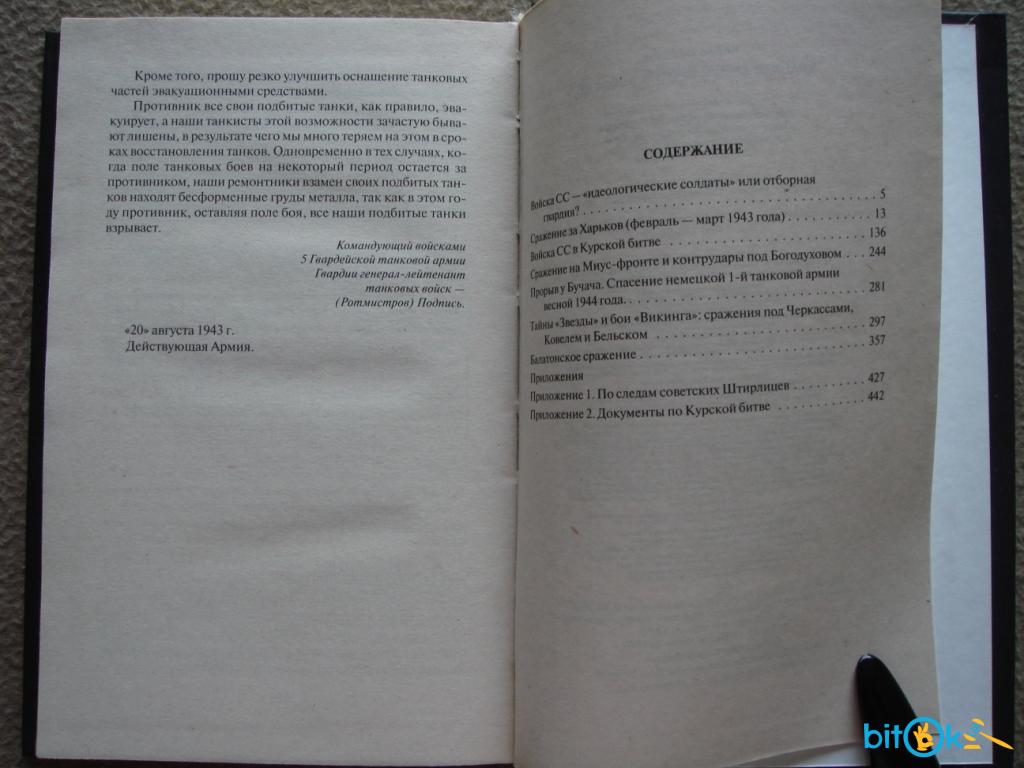 Кроме того, прошу резко улучшить оснащение танковых
частей эвакуационными средствами.
Противник все свои подбитые танки, как правило, эва-
куирует, а наши танкисты этой возможности зачастую быва-
ют лишены, в результате чего мы много теряем на этом в сро-
ках восстановления танков. Одновременно в тех случаях, ко-
гда поле танковых боев на некоторый период остается за
противником, наши ремонтники взамен своих подбитых тан-
ков находят бесформенные груды металла, так как в этом го-
ду противник, оставляя поле боя, все наши подбитые танки
взрывает.
Командующий войсками
5 Гвардейской танковой армии
Гвардии генерал-лейтенант
танковых войск —
(Ротмистров) Подпись.
«20» августа 1943 г.
Действующая Армия.
СОДЕРЖАНИЕ
Войска СС — «идеологические солдаты» или отборная
гвардия? . . . . . . . . . . . . . . . . . . . . . . . . . . . . 5
Сражение за Харьков (февраль — март 1943 года) . . . . . . . . . 13
Войска СС в Курской битве . . . . . . . . . . . . . . . . . . . . 136
Сражение на Миус-фронте и контрудары под Богодуховом . . . . 244
Прорыв у Бучача. Спасение немецкой 1-й танковой армии
весной 1944 года. . . . . . . . . . . . . . . . . . . . . . . . 281
Тайны «Звезды» и бои «Викинга»: сражения под Черкассами,
Ковелем и Бельском . . . . . . . . . . . . . . . . . . . . . . 297
Балатонское сражение . . . . . . . . . . . . . . . . . . . . . . 357
Приложения
Приложение 1. По следам советских Штирлицев . . . . . . . . . 427
Приложение 2. Документы по Курской битве . . . . . . . . . . . 442
bitOk